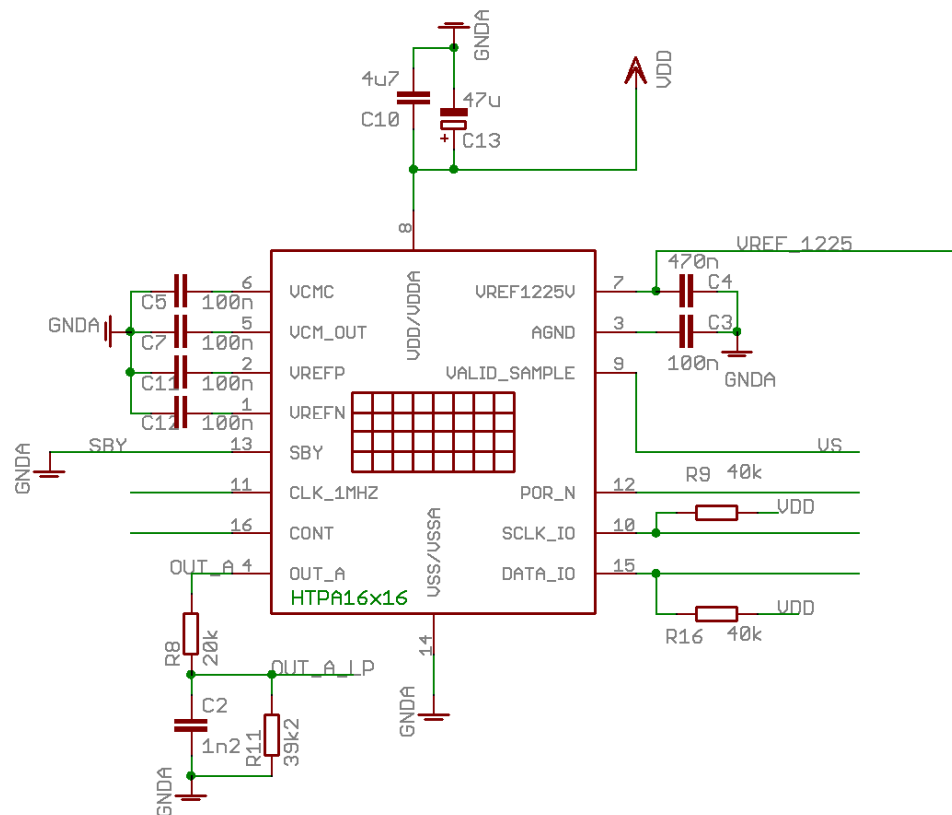 GNDA
4u7
C10
47u
+
C13
VDD
8
VDD/VDDA
VREF_1225
GNDA
C5
100n
6
VCMC
C7
100n
5
VCM_OUT
C11
100n
2
VREFP
C12
100n
1
VREFN
GNDA
SBY
13
SBY
11
CLK_1MHZ
16
CONT
OUT_A
4
OUT_A
HTPA16x16
VREF1225V
7
470n
C4
AGND
3
C3
100n
GNDA
VALID_SAMPLE
9
VS
R9
40k
POR_N
12
VDD
SCLK_IO
10
DATA_IO
15
VDD
R16
40k
VSS/VSSA
14
GNDA
R8
20k
OUT_A_LP
C2
1n2
R11
39k2
GNDA